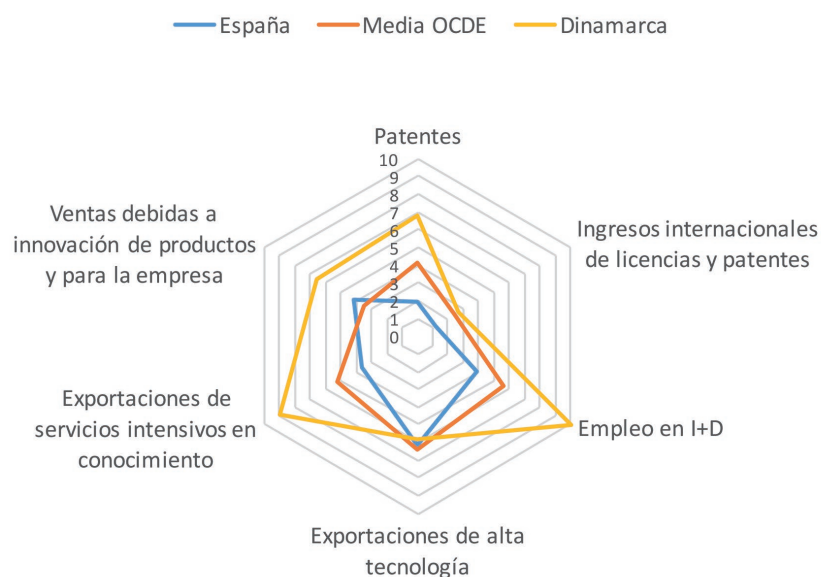 España Media OCDE Dinamarca
Patentes
10
9
8
7
6
5
4
3
2
1
0
Ingresos internacionales
de licencias y patentes
Empleo en I+D
Exportaciones de alta
tecnología
Exportaciones de
servicios intensivos en
conocimiento
Ventas debidas a
innovación de productos
y para la empresa